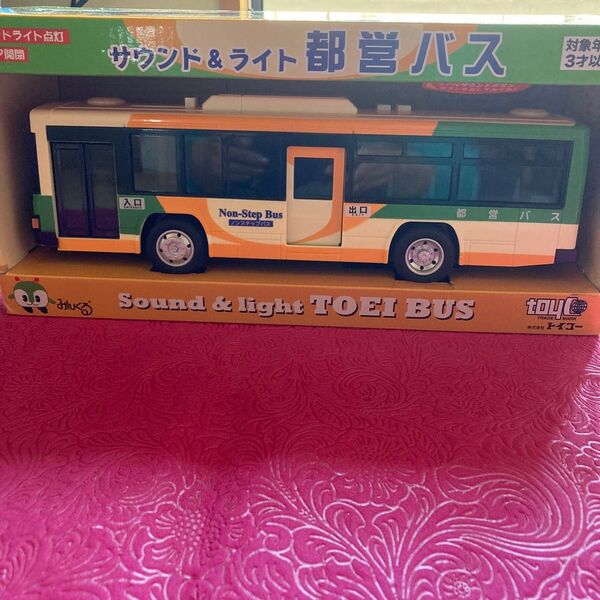 ドライト点灯
開閉
サウンド&ライト 都営バス
対象年
3才以
入口
Non-Step Bus
ノンステップバス
出口
都営バス
みんくる
Sound & light TOEI BUS
toyco
TRADE MARK
株式会社 トイコー